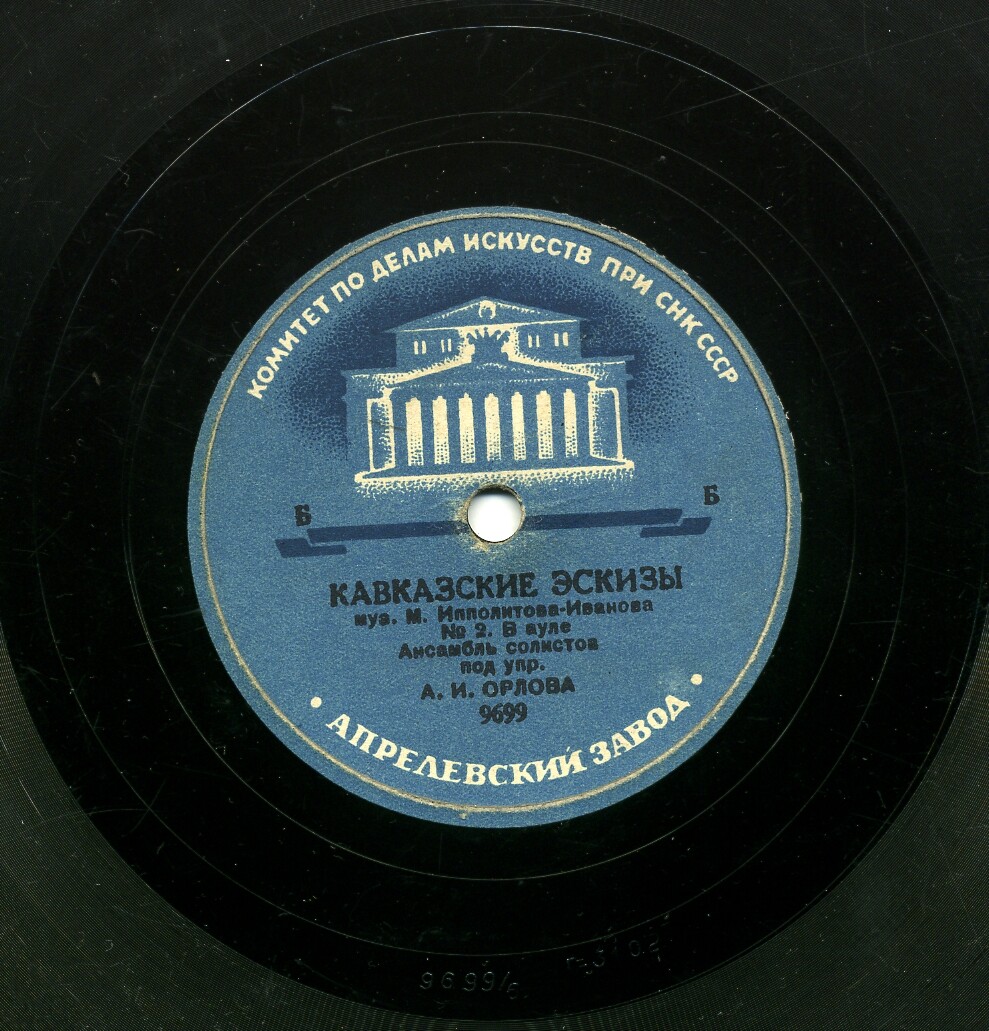 КОМИТЕТ ПО ДЕЛАМ ИСКУССТВ ПРИ СНК СССР
Б Б
КАВКАЗСКИЕ ЭСКИЗЫ
муз. М. Ипполитова-Иванова
№ 2. В ауле
Ансамбль солистов
под упр.
А. И. ОРЛОВА
9699
• АПРЕЛЕВСКИЙ ЗАВОД •
9699/